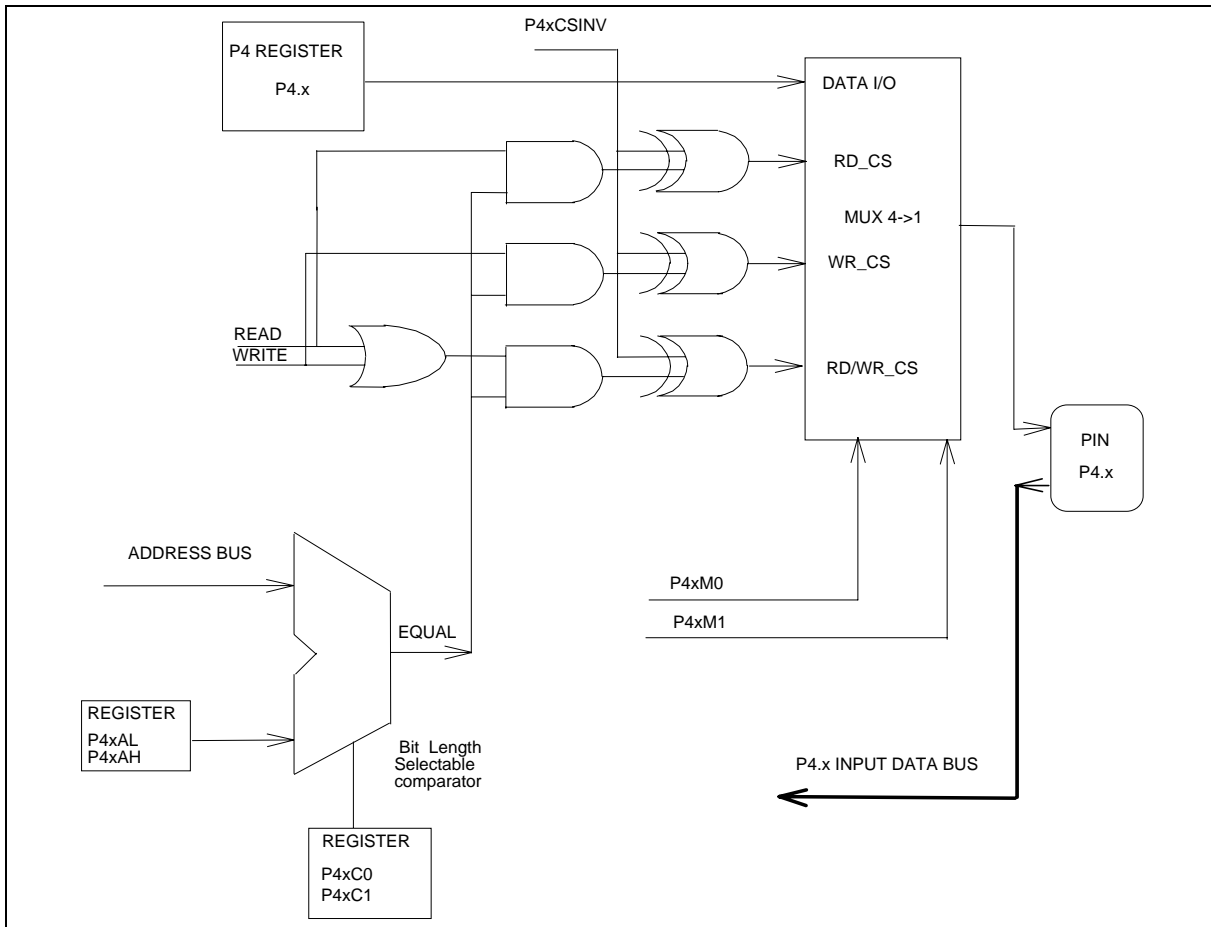 P4xCSINV
P4 REGISTER
P4.x
DATA I/O
RD_CS
MUX 4->1
WR_CS
READ
WRITE
RD/WR_CS
PIN
P4.x
ADDRESS BUS
P4xM0
EQUAL
P4xM1
REGISTER
P4xAL
P4xAH
Bit Length
Selectable
comparator
P4.x INPUT DATA BUS
REGISTER
P4xC0
P4xC1